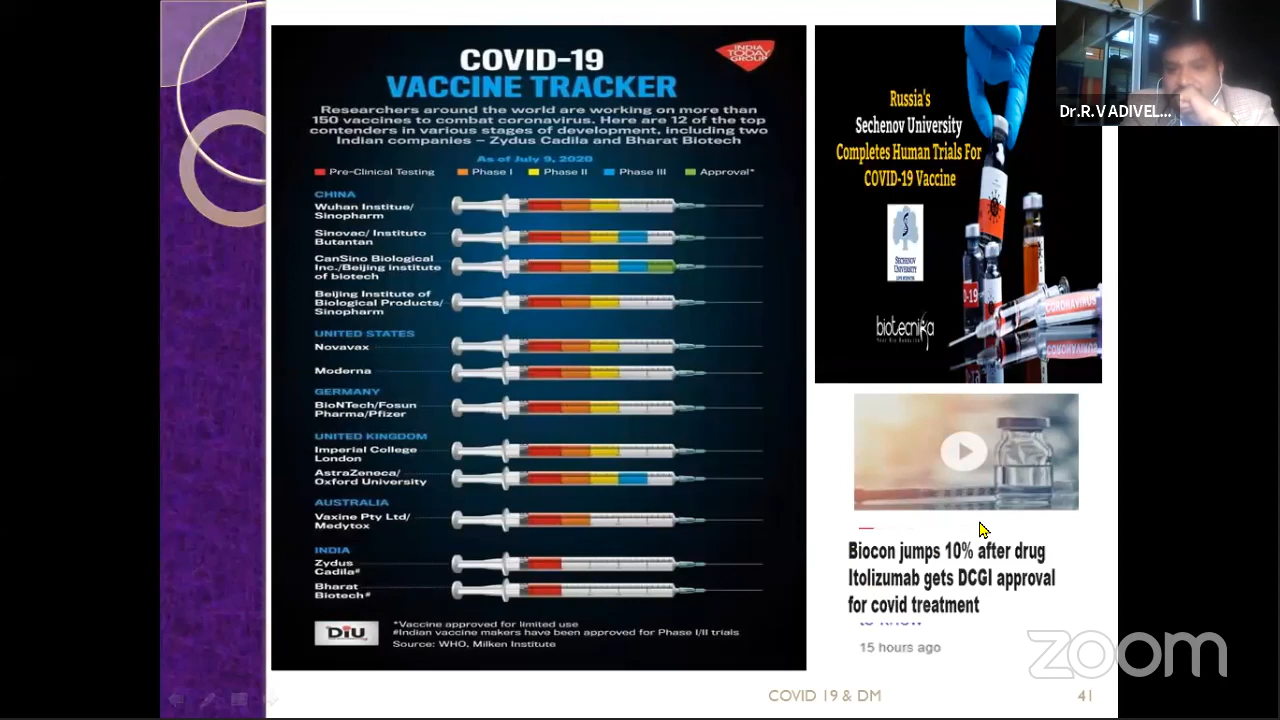 COVID-19
VACCINE TRACKER
INDIA
TODAY
GROUP
Researchers around the world are working on more than
150 vaccines to combat coronavirus. Here are 12 of the top
contenders in various stages of development, including two
Indian companies – Zydus Cadila and Bharat Biotech
As of July 9, 2020
Pre-Clinical Testing Phase I Phase II Phase III Approval*
CHINA
Wuhan Institue/
Sinopharm
Sinovac/ Instituto
Butantan
CanSino Biological
Inc./Beijing institute
of biotech
Beijing Institute of
Biological Products/
Sinopharm
UNITED STATES
Novavax
Moderna
GERMANY
BioNTech/Fosun
Pharma/Pfizer
UNITED KINGDOM
Imperial College
London
AstraZeneca/
Oxford University
AUSTRALIA
Vaxine Pty Ltd/
Medytox
INDIA
Zydus
Cadila#
Bharat
Biotech#
DIU
*Vaccine approved for limited use
#Indian vaccine makers have been approved for Phase I/II trials
Source: WHO, Milken Institute
Russia's
Sechenov University
Completes Human Trials For
COVID-19 Vaccine
SECHENOV
UNIVERSITY
biotecnika
D-19
CORONAVIRUS
CORONAVIRUS
Biocon jumps 10% after drug
Itolizumab gets DCGI approval
for covid treatment
15 hours ago
COVID 19 & DM
41
Dr.R.VADIVEL...
zoom